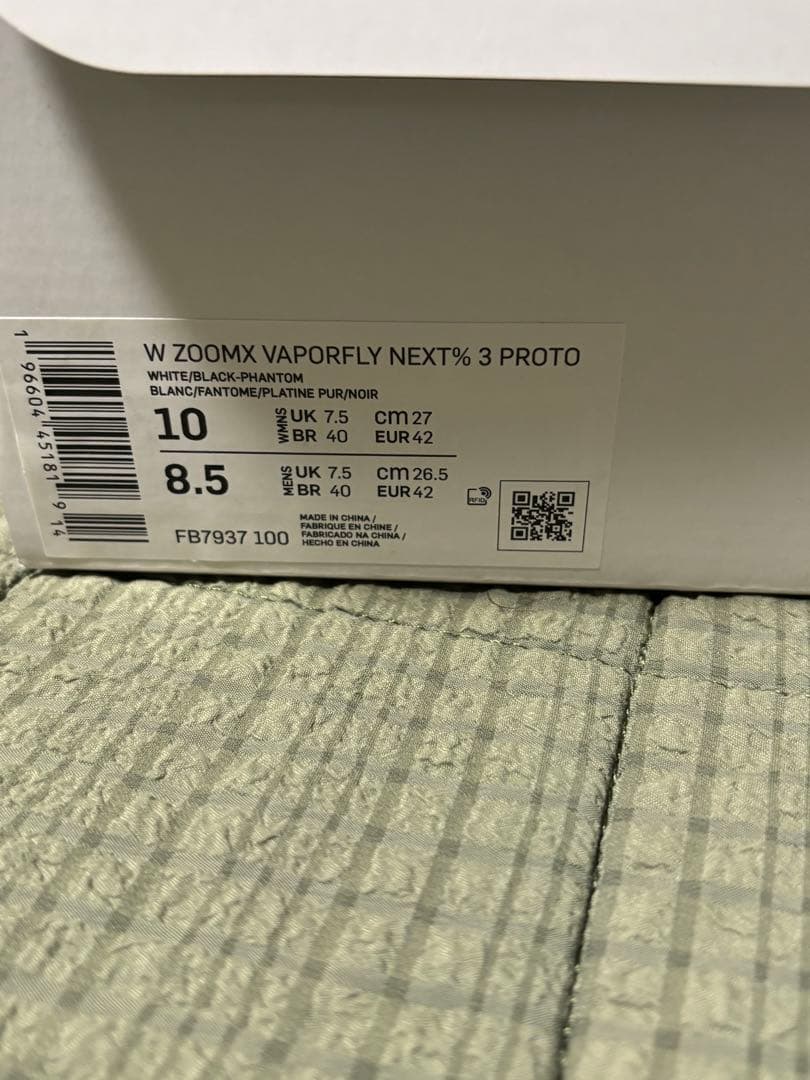 W ZOOMX VAPORFLY NEXT% 3 PROTO
WHITE/BLACK-PHANTOM
BLANC/FANTOME/PLATINE PUR/NOIR
10 WMNS UK 7.5 CM 27
BR 40 EUR 42
8.5 MENS UK 7.5 CM 26.5
BR 40 EUR 42
RFID
FB7937 100
MADE IN CHINA /
FABRIQUE EN CHINE /
FABRICADO NA CHINA /
HECHO EN CHINA
1 96604 45181 9 14